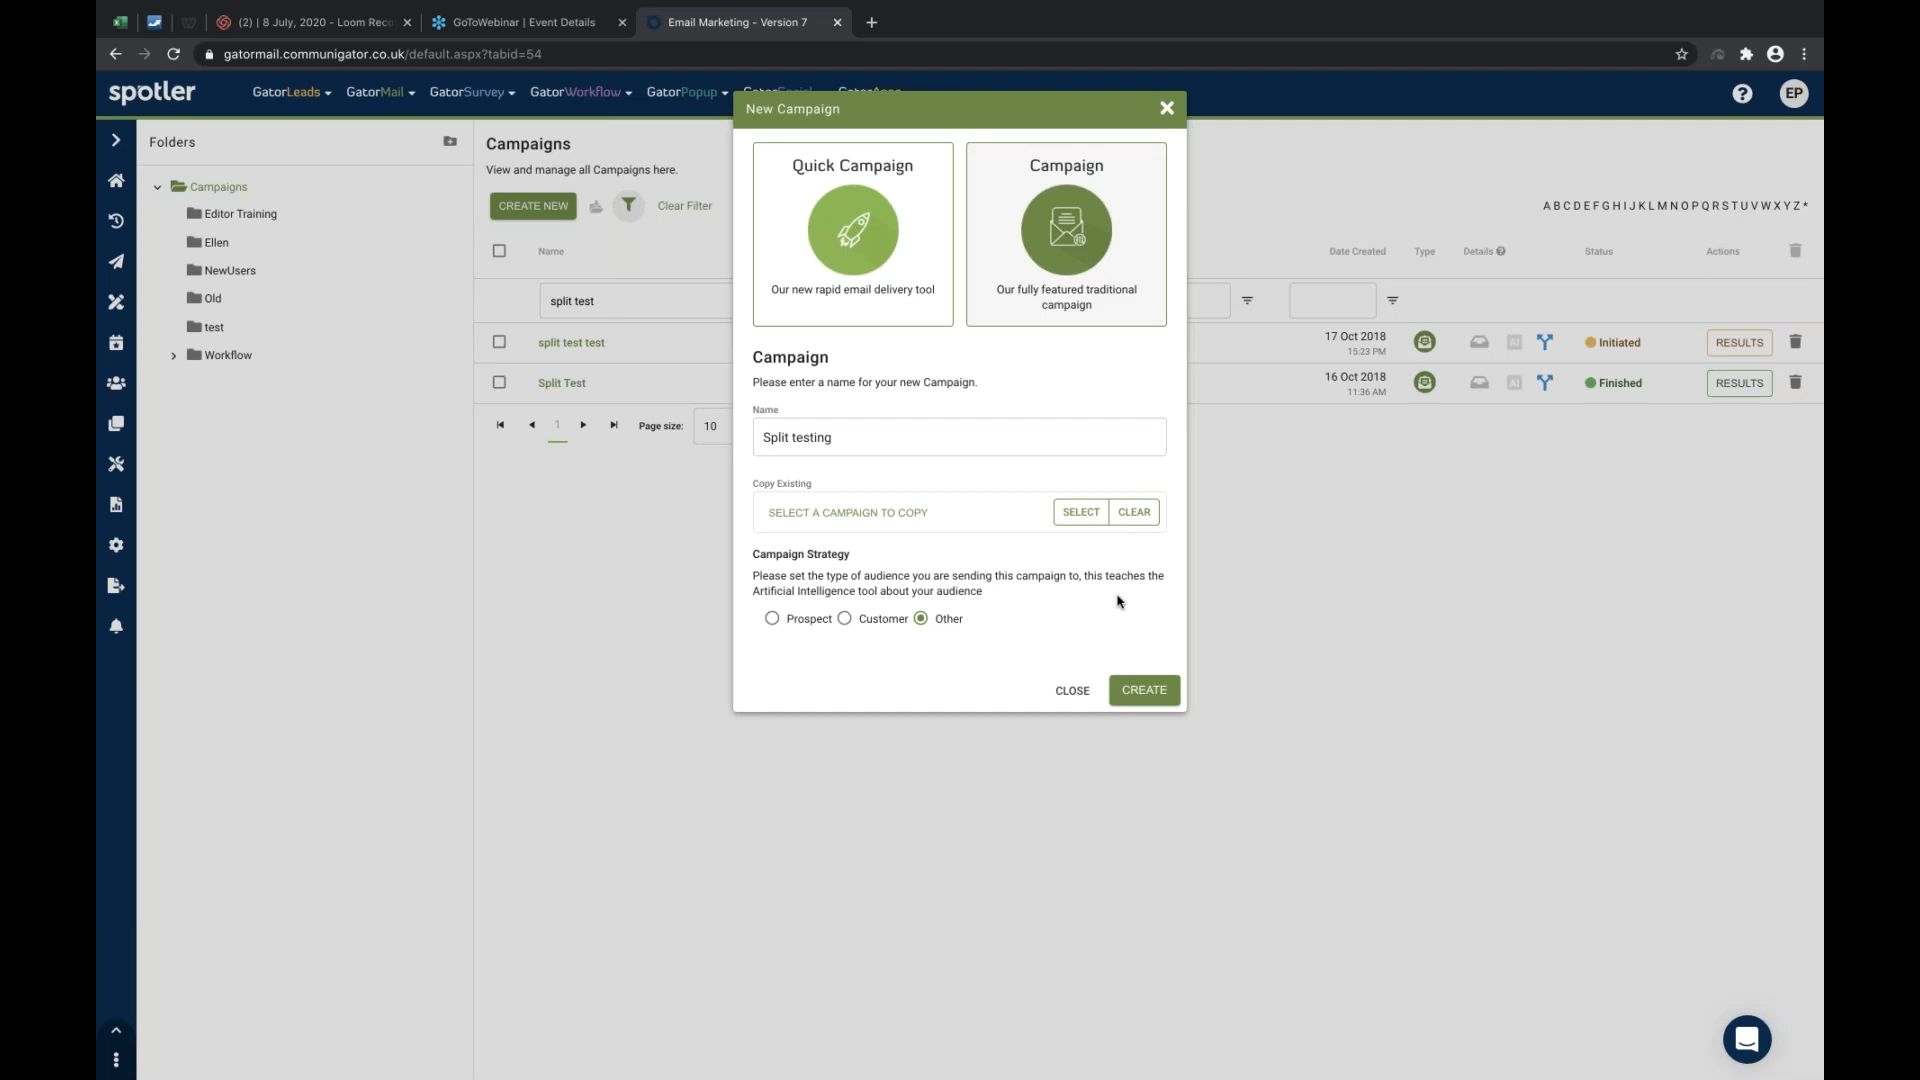 (2) | 8 July, 2020 - Loom Reco
GoToWebinar | Event Details
Email Marketing - Version 7
gatormail.communigator.co.uk/default.aspx?tabid=54
spotler
GatorLeads
GatorMail
GatorSurvey
GatorWorkflow
GatorPopup
EP
New Campaign
Folders
Campaigns
Editor Training
Ellen
NewUsers
Old
test
Workflow
Campaigns
View and manage all Campaigns here.
CREATE NEW
Clear Filter
A B C D E F G H I J K L M N O P Q R S T U V W X Y Z *
Name
Date Created
Type
Details
Status
Actions
split test
split test test
17 Oct 2018
15:23 PM
AI
Initiated
RESULTS
Split Test
16 Oct 2018
11:36 AM
AI
Finished
RESULTS
1
Page size:
10
Quick Campaign
Our new rapid email delivery tool
Campaign
Our fully featured traditional
campaign
Campaign
Please enter a name for your new Campaign.
Name
Split testing
Copy Existing
SELECT A CAMPAIGN TO COPY
SELECT
CLEAR
Campaign Strategy
Please set the type of audience you are sending this campaign to, this teaches the
Artificial Intelligence tool about your audience
Prospect
Customer
Other
CLOSE
CREATE